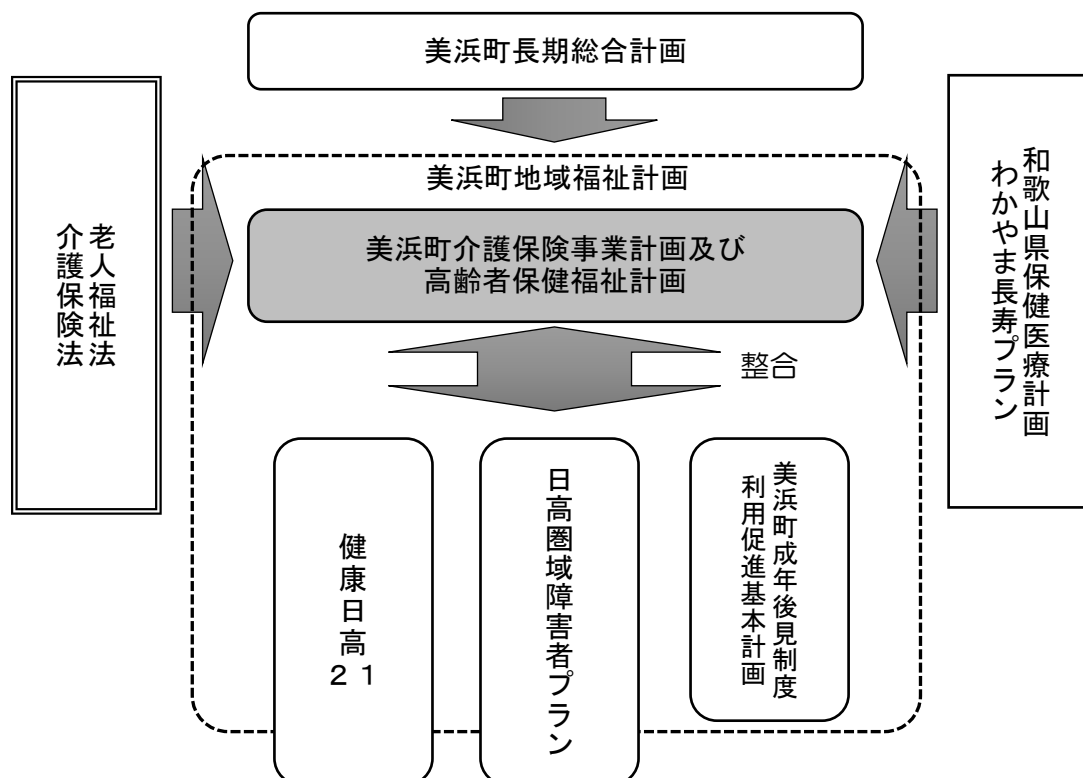 美浜町長期総合計画
老人福祉法
介護保険法
美浜町地域福祉計画
美浜町介護保険事業計画及び
高齢者保健福祉計画
和歌山県保健医療計画
わかやま長寿プラン
整合
健康日高
２１
日高圏域障害者プラン
美浜町成年後見制度
利用促進基本計画